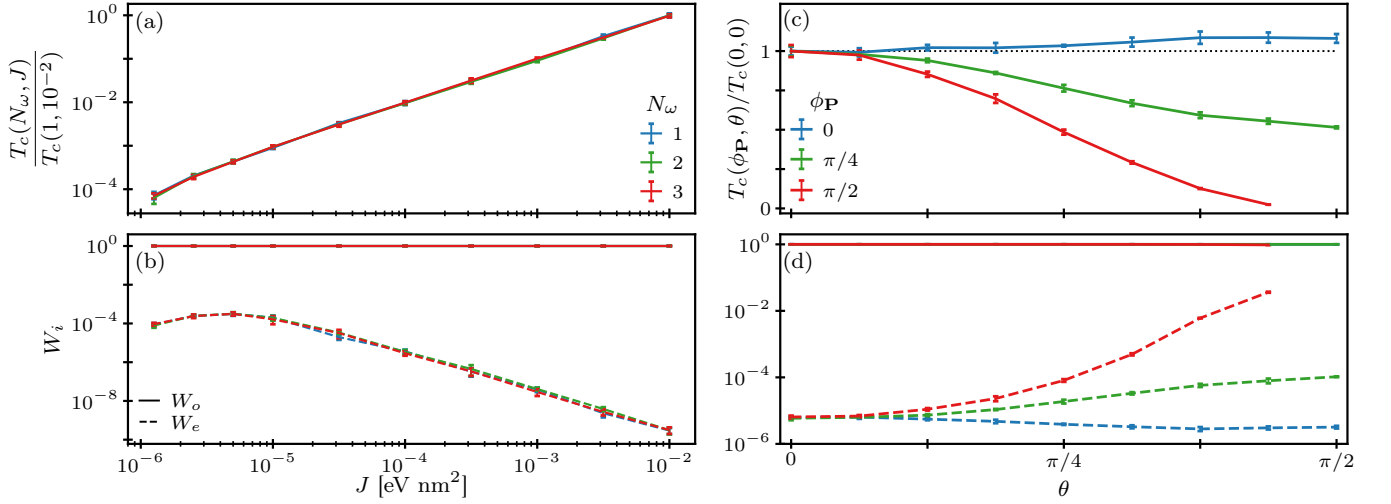 (a)
10^0
10^{-2}
10^{-4}
T_c(N_ω, J)
T_c(1, 10^{-2})
N_ω
1
2
3
(b)
10^0
10^{-4}
10^{-8}
W_i
W_o
W_e
10^{-6}
10^{-5}
10^{-4}
10^{-3}
10^{-2}
J [eV nm^2]
(c)
1
0
T_c(ϕ_P, θ)/T_c(0, 0)
ϕ_P
0
π/4
π/2
(d)
10^0
10^{-2}
10^{-4}
10^{-6}
0
π/4
π/2
θ